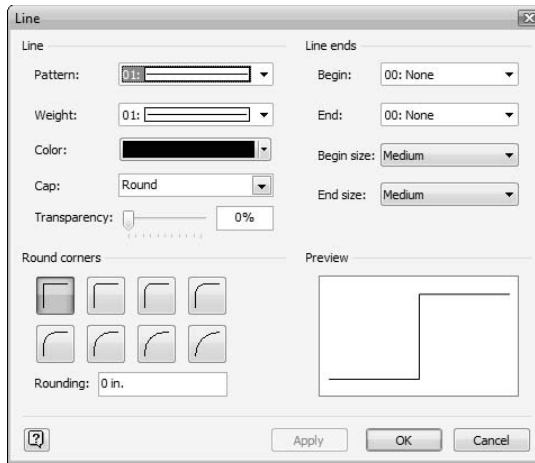 Line
Line
Pattern: 01:
Weight: 01:
Color:
Cap: Round
Transparency: 0%
Line ends
Begin: 00: None
End: 00: None
Begin size: Medium
End size: Medium
Round corners
Rounding: 0 in.
Preview
?
Apply OK Cancel